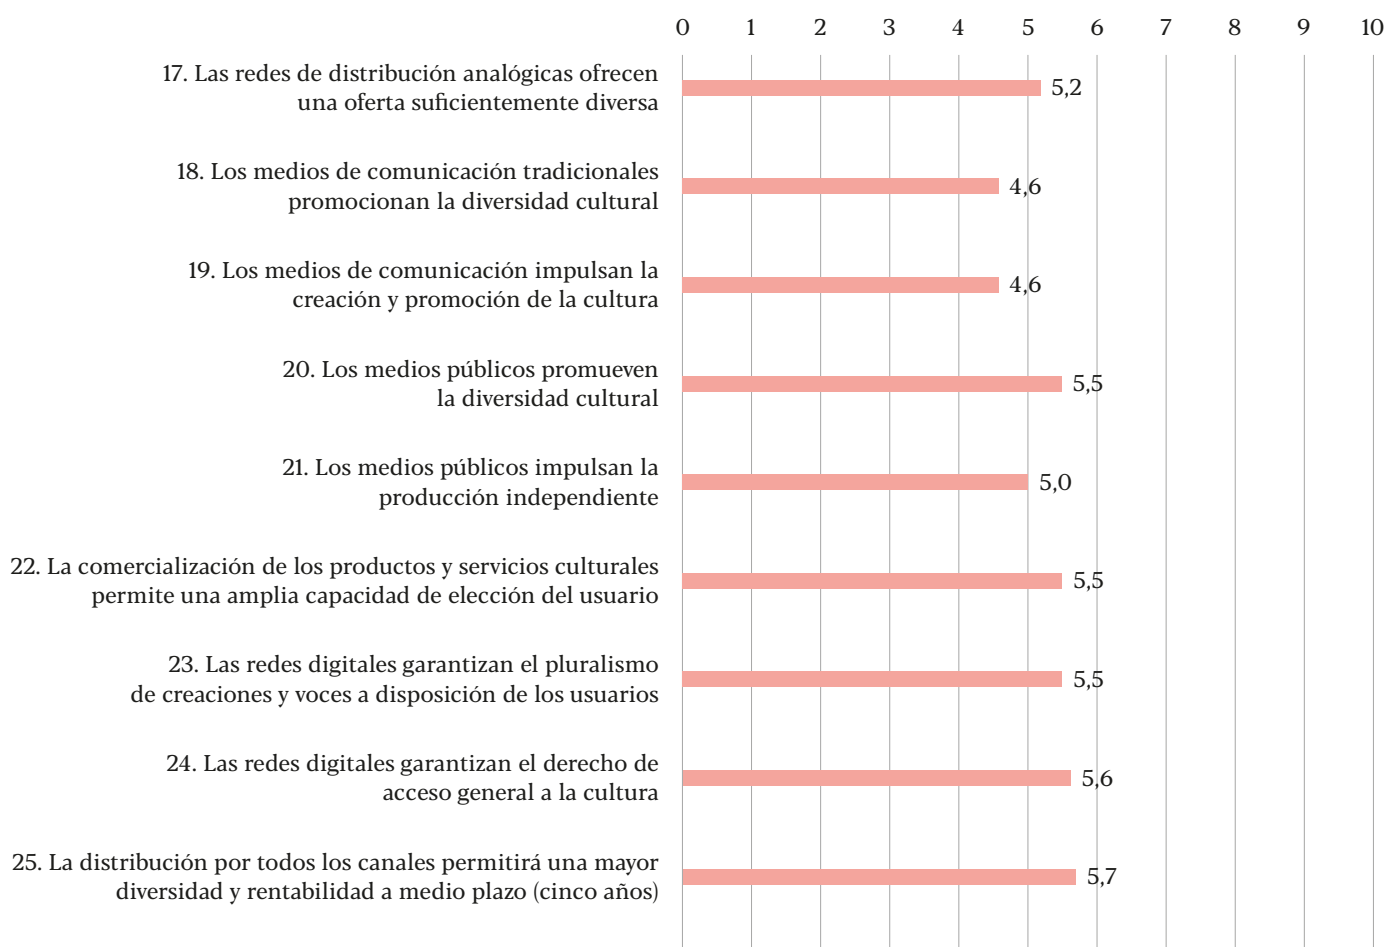 0 1 2 3 4 5 6 7 8 9 10
17. Las redes de distribución analógicas ofrecen
una oferta suficientemente diversa
5,2
18. Los medios de comunicación tradicionales
promocionan la diversidad cultural
4,6
19. Los medios de comunicación impulsan la
creación y promoción de la cultura
4,6
20. Los medios públicos promueven
la diversidad cultural
5,5
21. Los medios públicos impulsan la
producción independiente
5,0
22. La comercialización de los productos y servicios culturales
permite una amplia capacidad de elección del usuario
5,5
23. Las redes digitales garantizan el pluralismo
de creaciones y voces a disposición de los usuarios
5,5
24. Las redes digitales garantizan el derecho de
acceso general a la cultura
5,6
25. La distribución por todos los canales permitirá una mayor
diversidad y rentabilidad a medio plazo (cinco años)
5,7